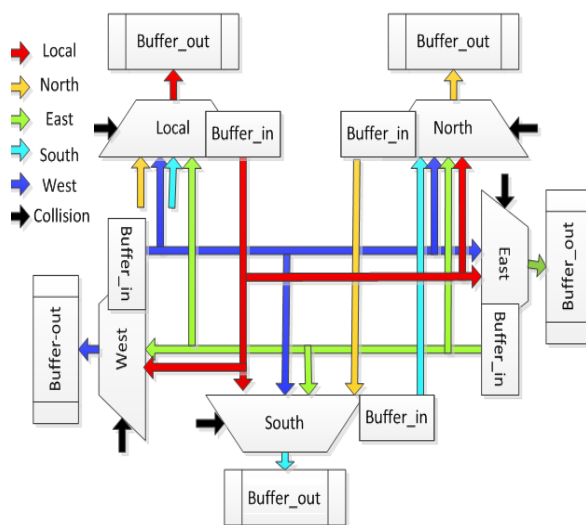 Buffer_out
Buffer_out
Local
North
East
South
West
Collision
Local
Buffer_in
Buffer_in
North
Buffer_in
East
Buffer_out
Buffer-out
West
Buffer_in
South
Buffer_in
Buffer_out